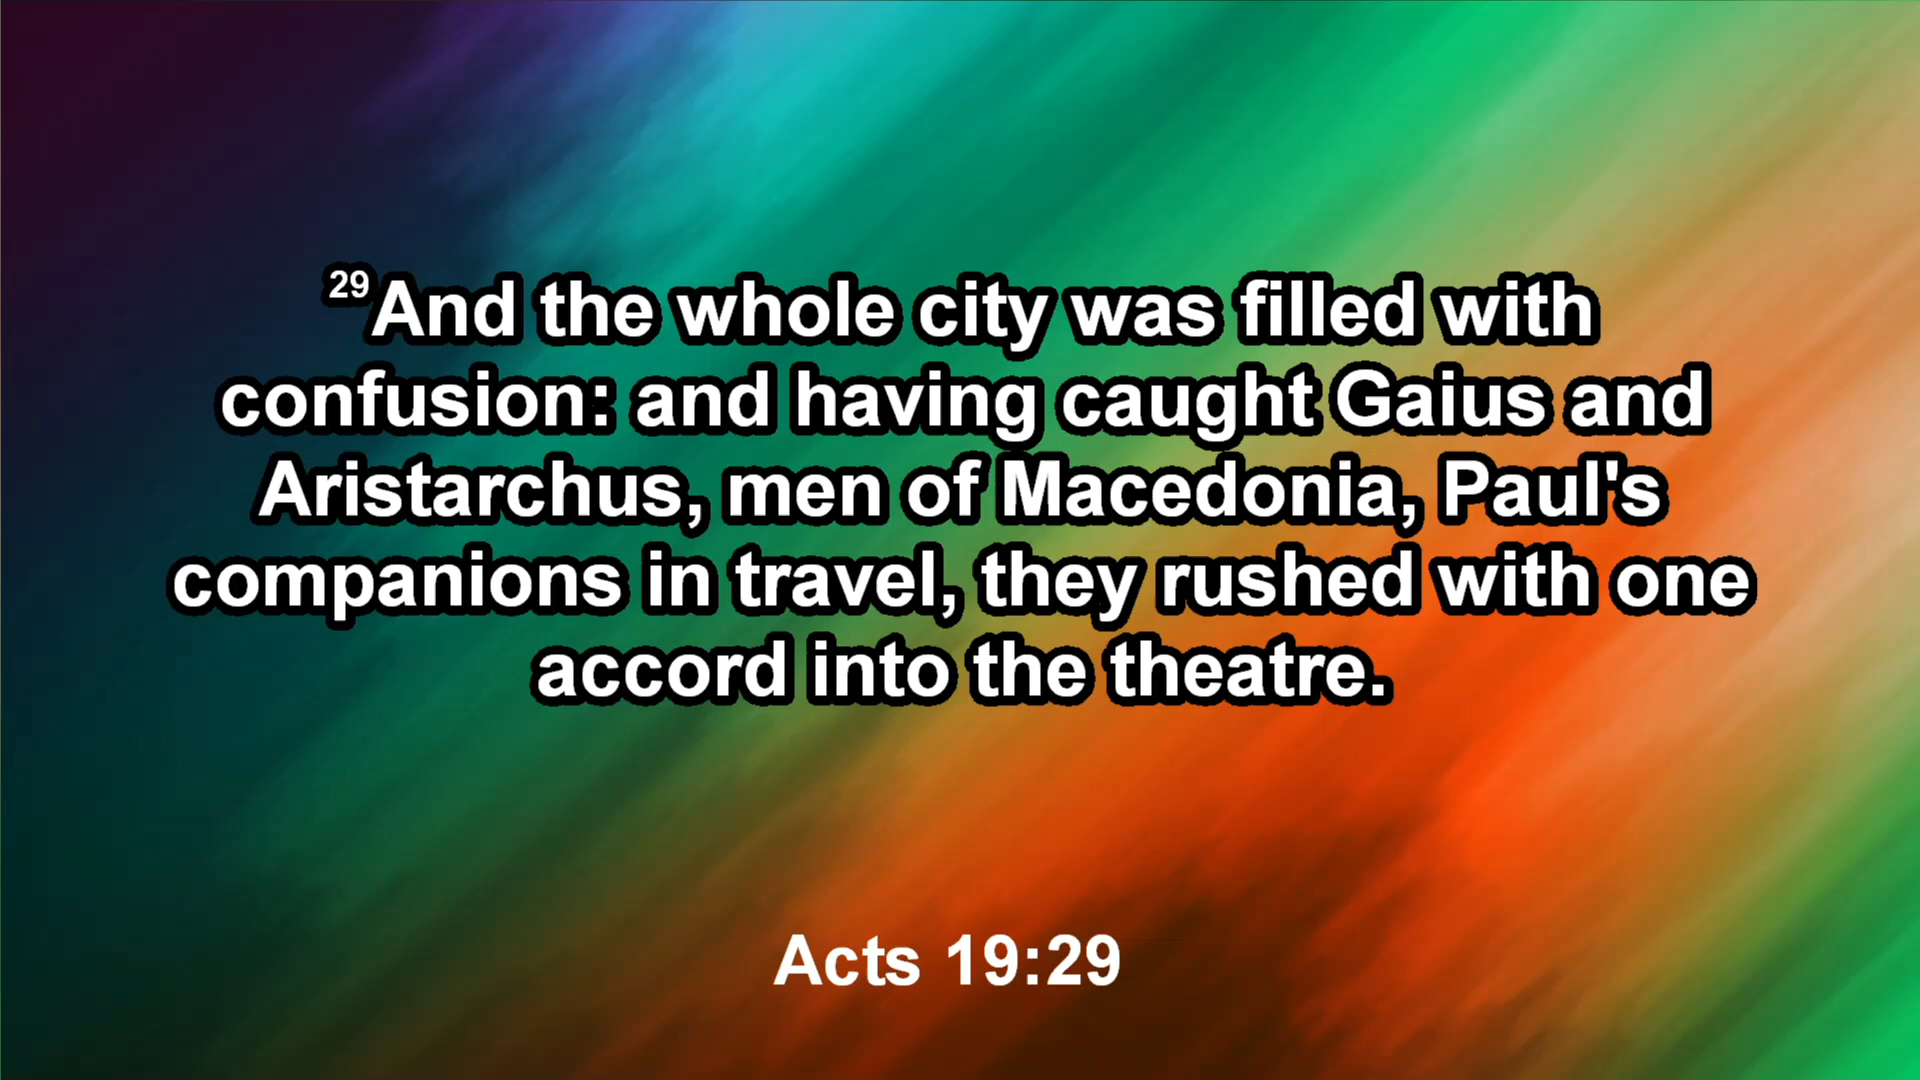 29And the whole city was filled with
confusion: and having caught Gaius and
Aristarchus, men of Macedonia, Paul's
companions in travel, they rushed with one
accord into the theatre.
Acts 19:29